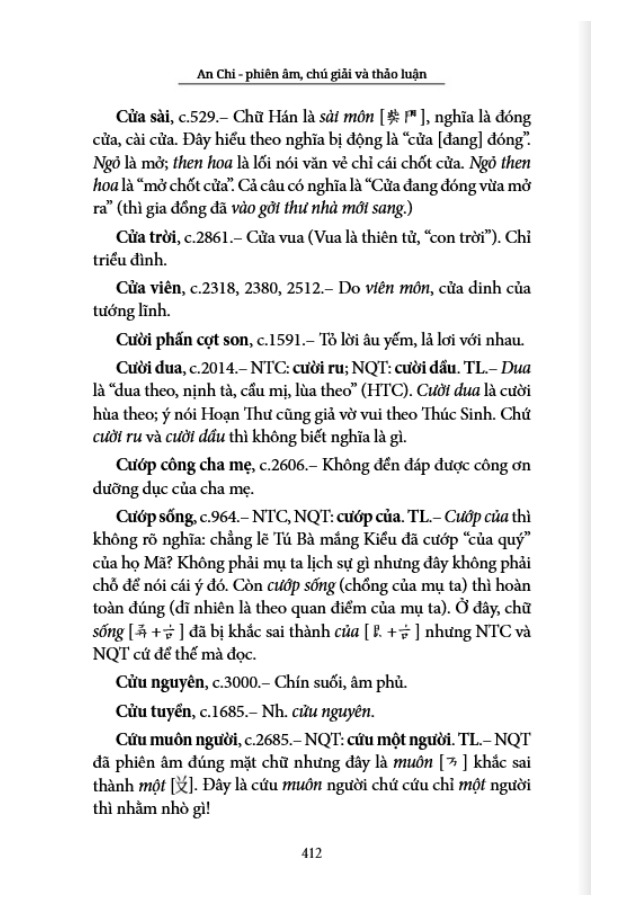 An Chi - phiên âm, chú giải và thảo luận
Cửa sài, c.529.– Chữ Hán là sài môn [柴門], nghĩa là đóng
cửa, cài cửa. Đây hiểu theo nghĩa bị động là “cửa [đang] đóng”.
Ngỏ là mở; then hoa là lối nói văn vẻ chỉ cái chốt cửa. Ngỏ then
hoa là “mở chốt cửa”. Cả câu có nghĩa là “Cửa đang đóng vừa mở
ra” (thì gia đồng đã vào gởi thư nhà mới sang.)
Cửa trời, c.2861.– Cửa vua (Vua là thiên tử, “con trời”). Chỉ
triều đình.
Cửa viên, c.2318, 2380, 2512.– Do viên môn, cửa dinh của
tướng lĩnh.
Cười phấn cợt son, c.1591.– Tỏ lời âu yếm, lả lơi với nhau.
Cười dua, c.2014.– NTC: cười ru; NQT: cười dầu. TL.– Dua
là “dua theo, nịnh tà, cầu mị, lùa theo” (HTC). Cười dua là cười
hùa theo; ý nói Hoạn Thư cũng giả vờ vui theo Thúc Sinh. Chứ
cười ru và cười dầu thì không biết nghĩa là gì.
Cướp công cha mẹ, c.2606.– Không đền đáp được công ơn
dưỡng dục của cha mẹ.
Cướp sống, c.964.– NTC, NQT: cướp của. TL.– Cướp của thì
không rõ nghĩa: chẳng lẽ Tú Bà mắng Kiều đã cướp “của quý”
của họ Mã? Không phải mụ ta lịch sự gì nhưng đây không phải
chỗ để nói cái ý đó. Còn cướp sống (chồng của mụ ta) thì hoàn
toàn đúng (dĩ nhiên là theo quan điểm của mụ ta). Ở đây, chữ
sống [ + ] đã bị khắc sai thành của [ + ] nhưng NTC và
NQT cứ để thế mà đọc.
Cửu nguyên, c.3000.– Chín suối, âm phủ.
Cửu tuyền, c.1685.– Nh. cửu nguyên.
Cứu muôn người, c.2685.– NQT: cứu một người. TL.– NQT
đã phiên âm đúng mặt chữ nhưng đây là muôn [ ] khắc sai
thành một [ ]. Đây là cứu muôn người chứ cứu chỉ một người
thì nhằm nhò gì!
412